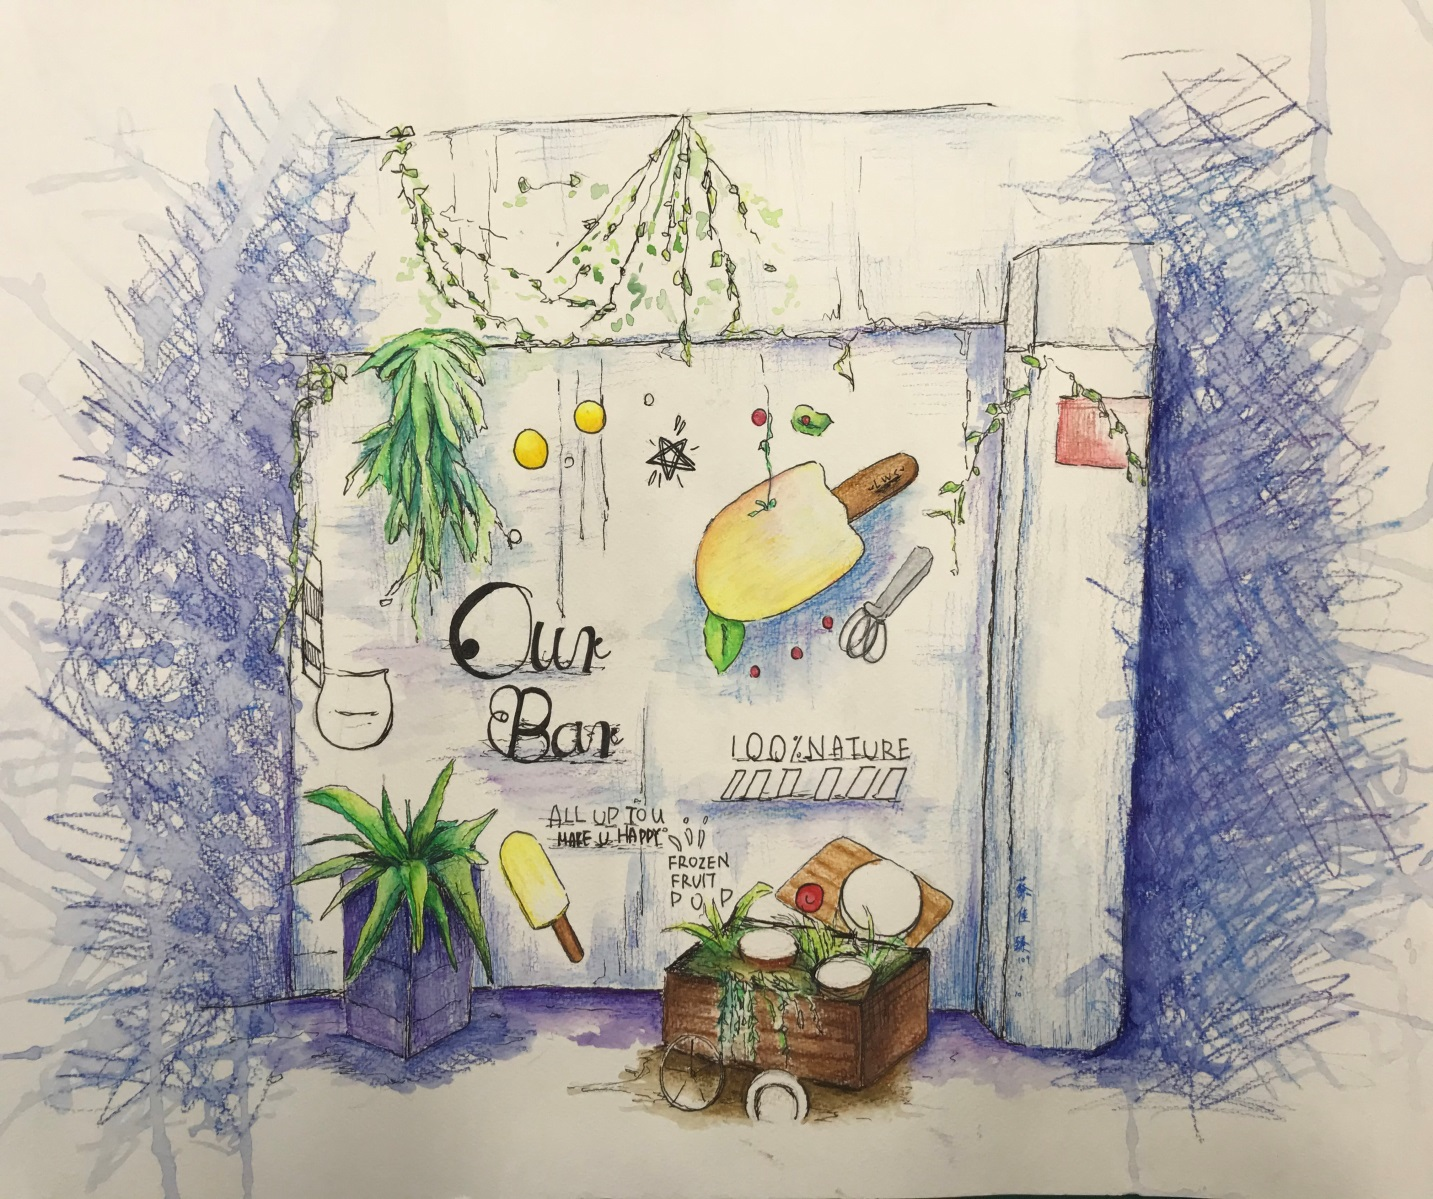 Our
Bar
100% NATURE
ALL UP TO U
MAKE U HAPPY
FROZEN
FRUIT
POP